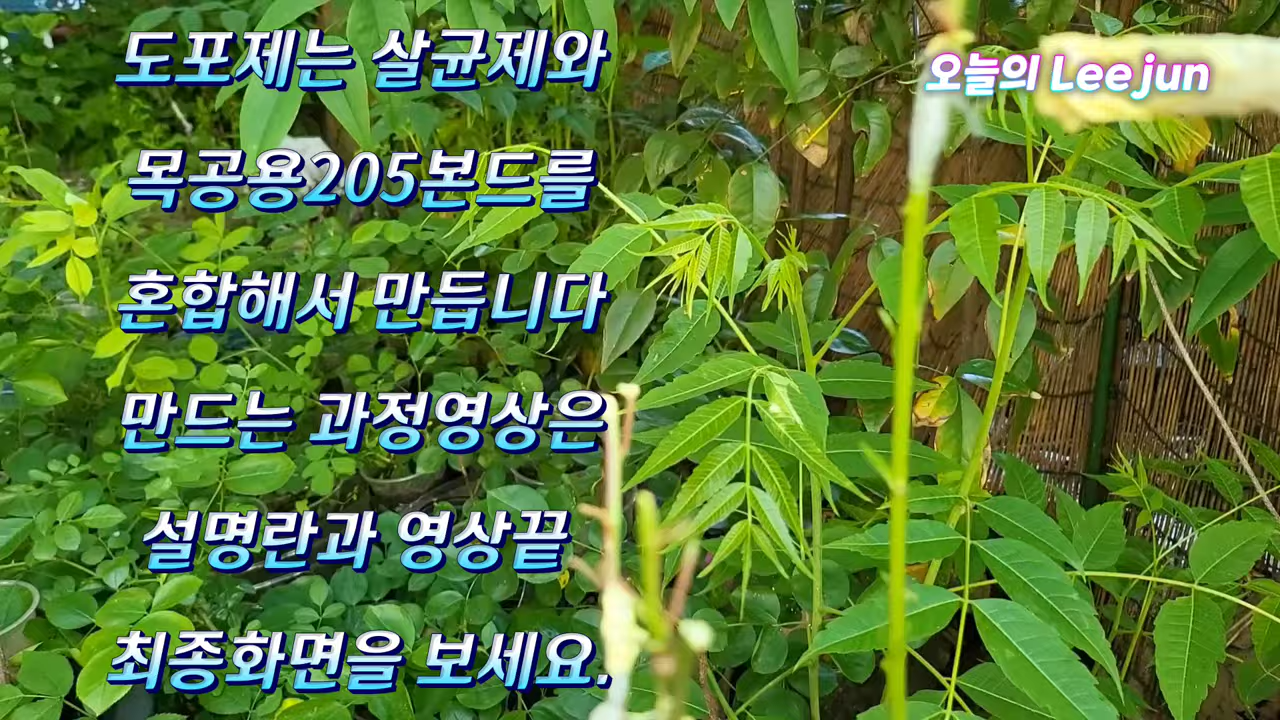 도포제는 살균제와
오늘의 Lee jun
목공용205본드를
혼합해서 만듭니다
만드는 과정영상은
설명란과 영상끝
최종화면을 보세요.